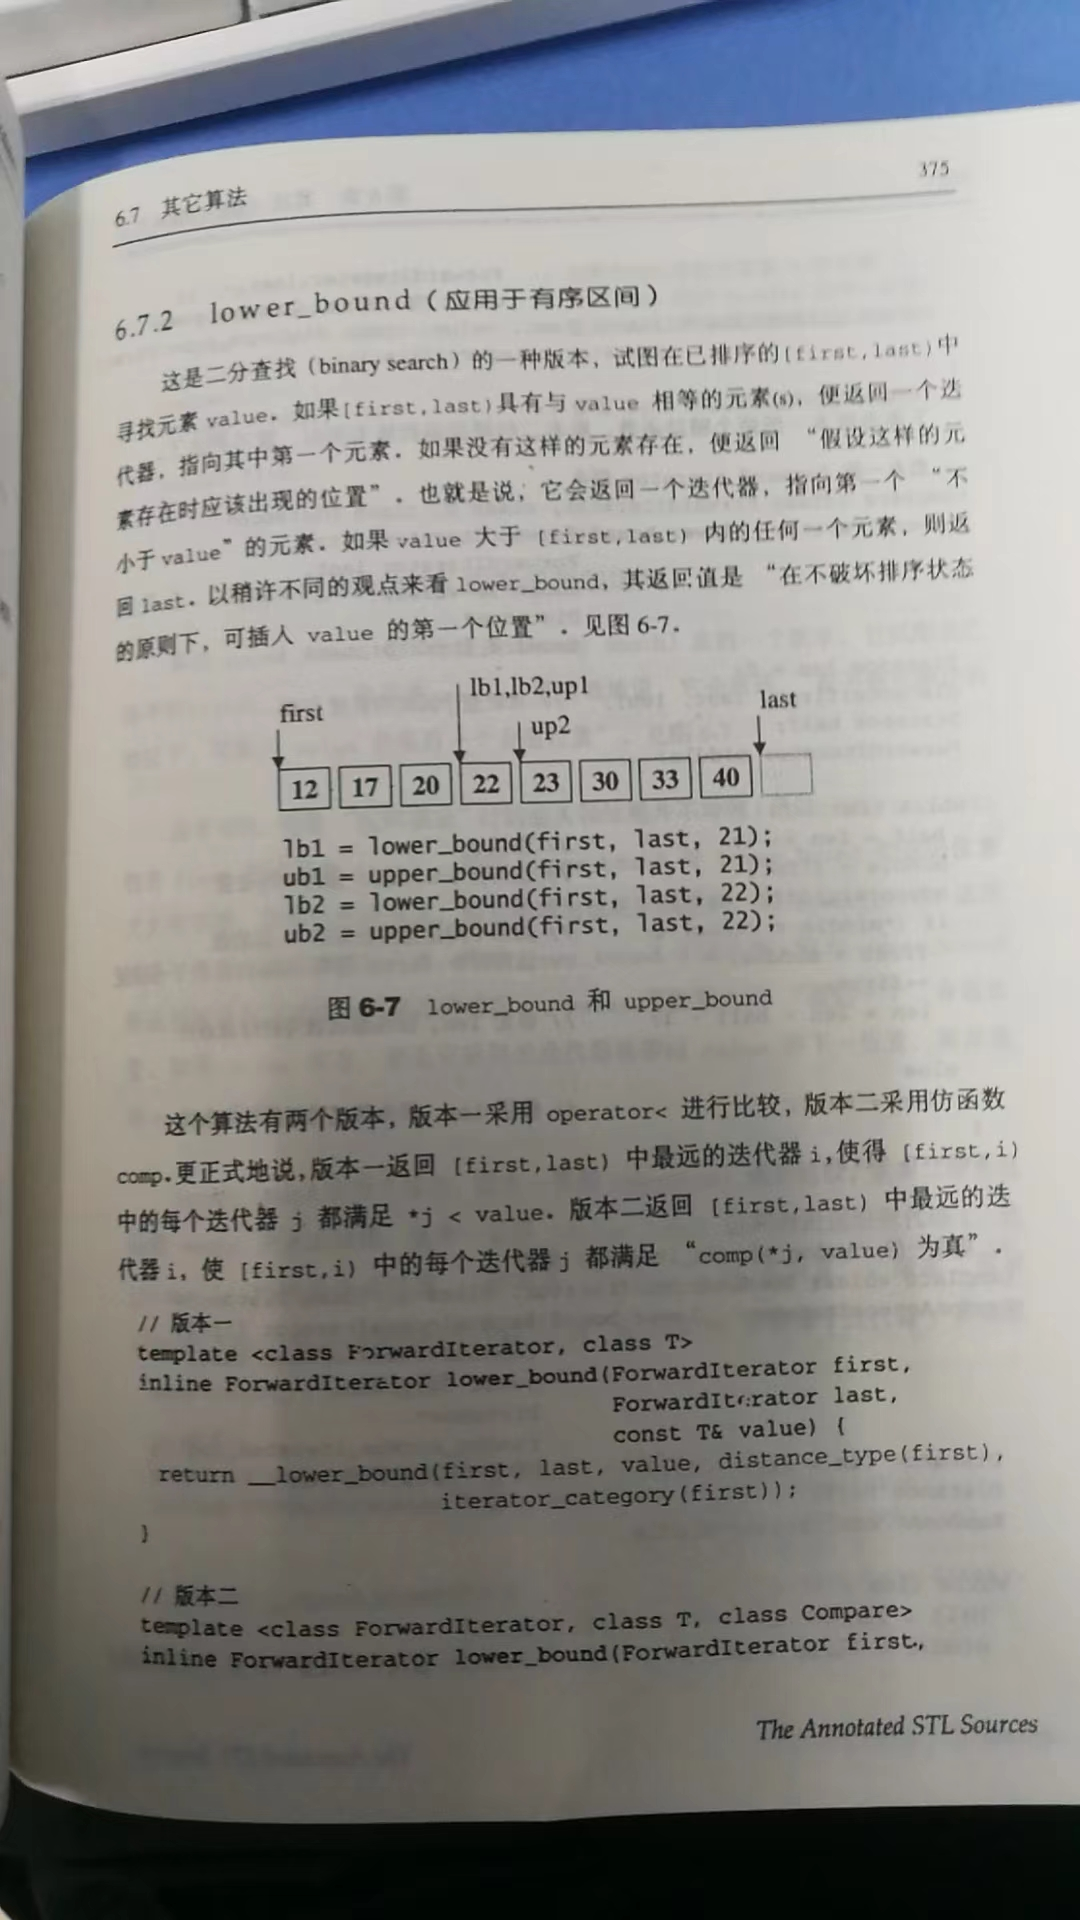 6.7 其它算法
375
6.7.2 lower_bound（应用于有序区间）
这是二分查找（binary search）的一种版本，试图在已排序的[first,last)中
寻找元素 value．如果[first,last)具有与 value 相等的元素(s)，便返回一个迭
代器，指向其中第一个元素．如果没有这样的元素存在，便返回 “假设这样的元
素存在时应该出现的位置”．也就是说，它会返回一个迭代器，指向第一个 “不
小于 value” 的元素．如果 value 大于 [first,last) 内的任何一个元素，则返
回 last．以稍许不同的观点来看 lower_bound，其返回值是 “在不破坏排序状态
的原则下，可插入 value 的第一个位置”．见图 6-7．
lb1,lb2,up1
first
last
up2
12 17 20 22 23 30 33 40
lb1 = lower_bound(first, last, 21);
ub1 = upper_bound(first, last, 21);
lb2 = lower_bound(first, last, 22);
ub2 = upper_bound(first, last, 22);
图 6-7 lower_bound 和 upper_bound
这个算法有两个版本，版本一采用 operator< 进行比较，版本二采用仿函数
comp．更正式地说，版本一返回 [first,last) 中最远的迭代器 i，使得 [first,i)
中的每个迭代器 j 都满足 *j < value．版本二返回 [first,last) 中最远的迭
代器 i，使 [first,i) 中的每个迭代器 j 都满足 “comp(*j, value) 为真”．
// 版本一
template <class ForwardIterator, class T>
inline ForwardIterator lower_bound(ForwardIterator first,
ForwardIterator last,
const T& value) {
return __lower_bound(first, last, value, distance_type(first),
iterator_category(first));
}
// 版本二
template <class ForwardIterator, class T, class Compare>
inline ForwardIterator lower_bound(ForwardIterator first,
The Annotated STL Sources